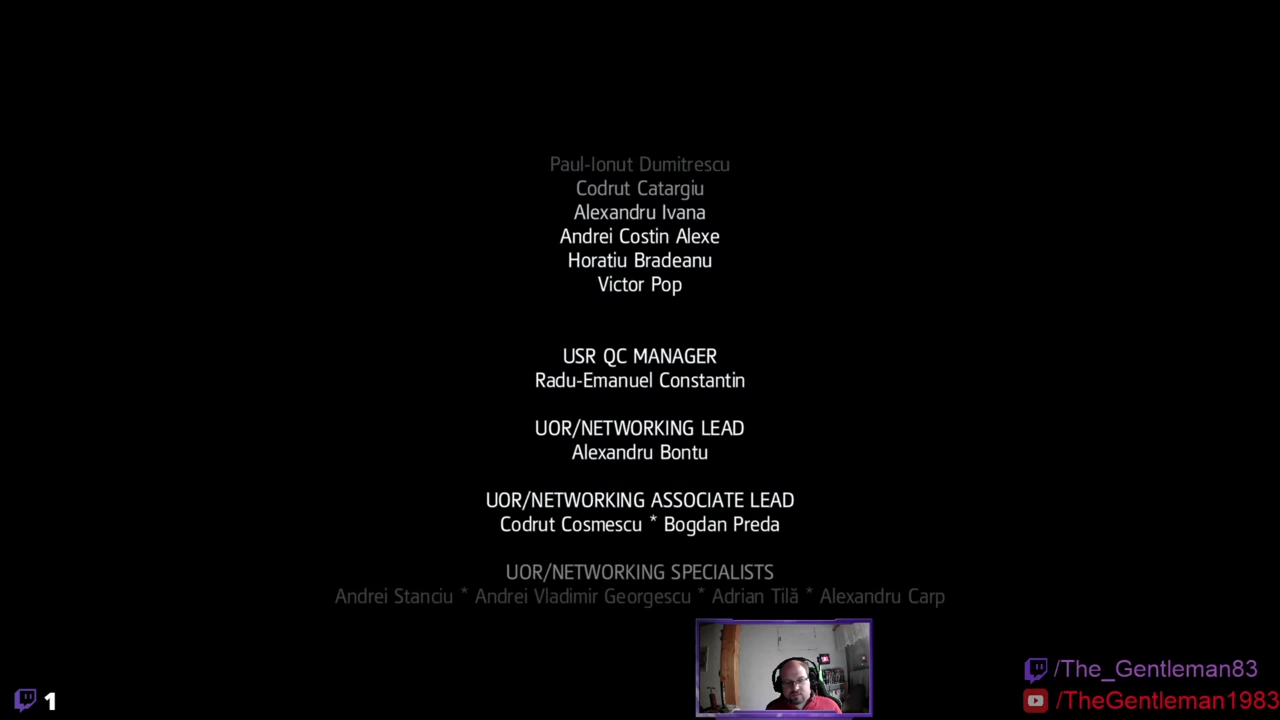 Paul-Ionut Dumitrescu
Codrut Catargiu
Alexandru Ivana
Andrei Costin Alexe
Horatiu Bradeanu
Victor Pop
USR QC MANAGER
Radu-Emanuel Constantin
UOR/NETWORKING LEAD
Alexandru Bontu
UOR/NETWORKING ASSOCIATE LEAD
Codrut Cosmescu * Bogdan Preda
UOR/NETWORKING SPECIALISTS
Andrei Stanciu * Andrei Vladimir Georgescu * Adrian Tilă * Alexandru Carp
/The_Gentleman83
1
/TheGentleman1983